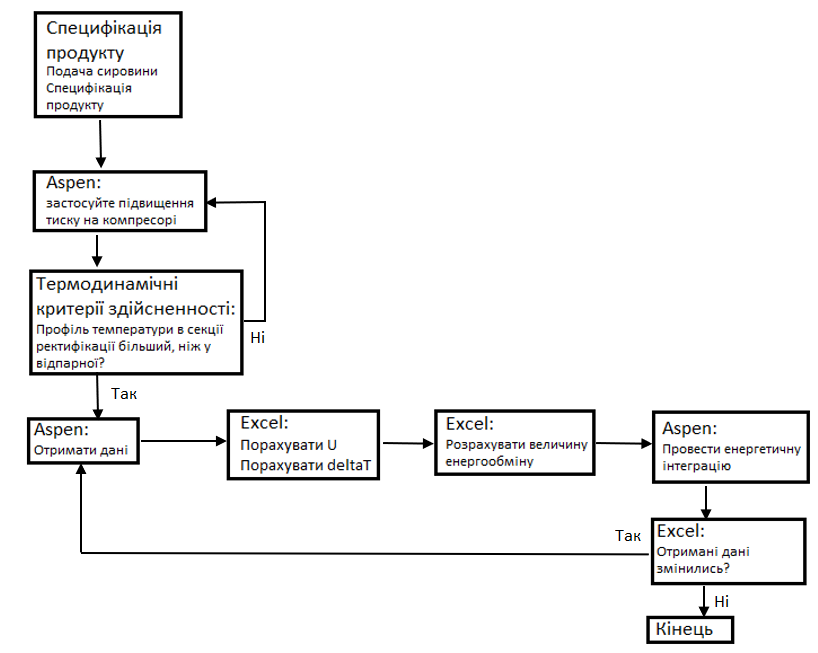 Специфікація
продукту
Подача сировини
Специфікація
продукту
Aspen:
застосуйте підвищення
тиску на компресорі
Термодинамічні
критерії здійсненності:
Профіль температури в секції
ректифікації більший, ніж у
відпарної?
Ні
Так
Aspen:
Отримати дані
Excel:
Порахувати U
Порахувати deltaT
Excel:
Розрахувати величину
енергообміну
Aspen:
Провести енергетичну
інтеграцію
Так
Excel:
Отримані дані
змінились?
Ні
Кінець